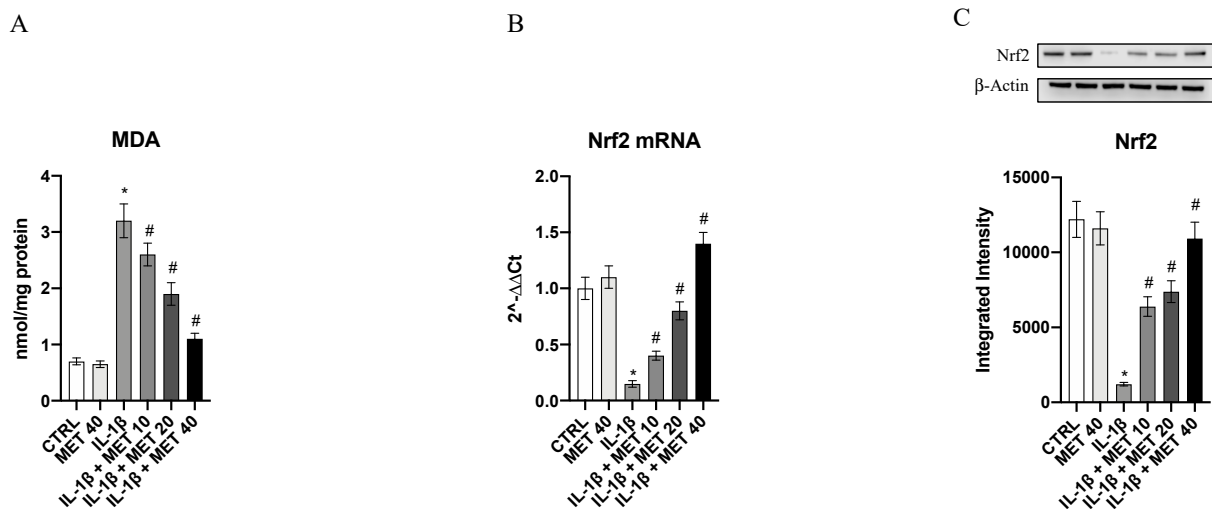 A
MDA
nmol/mg protein
4
3
2
1
0
*
#
#
#
CTRL
MET 40
IL-1β
IL-1β + MET 10
IL-1β + MET 20
IL-1β + MET 40
B
Nrf2 mRNA
2^-ΔΔCt
2.0
1.5
1.0
0.5
0.0
*
#
#
#
CTRL
MET 40
IL-1β
IL-1β + MET 10
IL-1β + MET 20
IL-1β + MET 40
C
Nrf2
β-Actin
Nrf2
Integrated Intensity
15000
10000
5000
0
*
#
#
#
CTRL
MET 40
IL-1β
IL-1β + MET 10
IL-1β + MET 20
IL-1β + MET 40